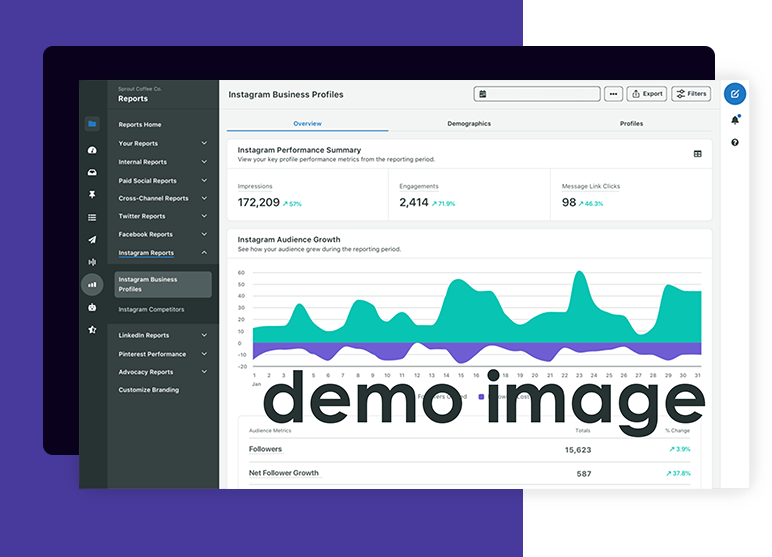 Sprout Coffee Co.
Reports
Reports Home
Your Reports
Internal Reports
Paid Social Reports
Cross-Channel Reports
Twitter Reports
Facebook Reports
Instagram Reports
Instagram Business
Profiles
Instagram Competitors
LinkedIn Reports
Pinterest Performance
Advocacy Reports
Customize Branding
Instagram Business Profiles
Export
Filters
Overview
Demographics
Profiles
Instagram Performance Summary
View your key profile performance metrics from the reporting period.
Impressions
172,209 57%
Engagements
2,414 71.9%
Message Link Clicks
98 46.3%
Instagram Audience Growth
See how your audience grew during the reporting period.
60
50
40
30
20
10
0
-10
-20
1 2 3 4 5 6 7 8 9 10 11 12 13 14 15 16 17 18 19 20 21 22 23 24 25 26 27 28 29 30 31
Jan
demo image
Audience Metrics Totals % Change
Followers 15,623 3.9%
Net Follower Growth 587 37.8%